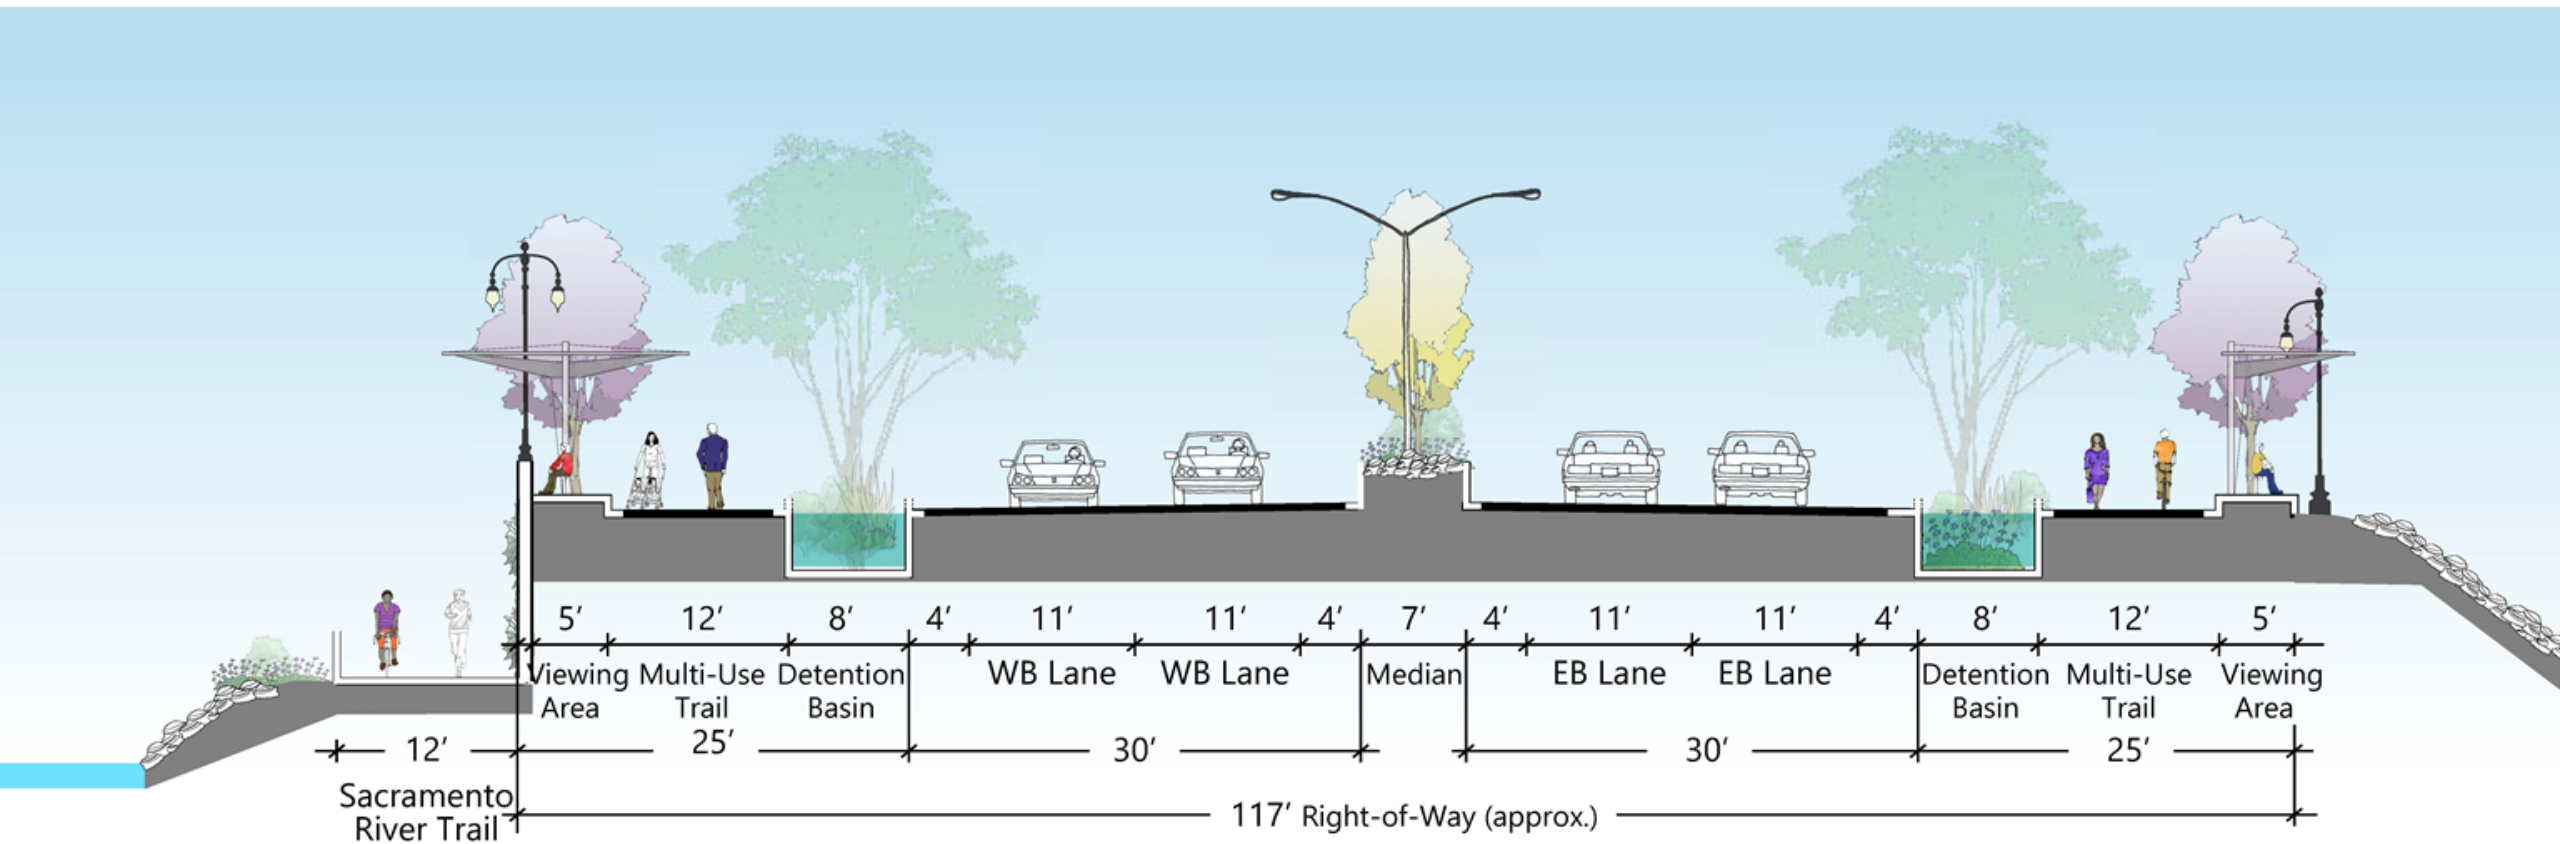 5′ 12′ 8′ 4′ 11′ 11′ 4′ 7′ 4′ 11′ 11′ 4′ 8′ 12′ 5′
Viewing Multi-Use Detention WB Lane WB Lane Median EB Lane EB Lane Detention Multi-Use Viewing
Area Trail Basin Basin Trail Area
12′ 25′ 30′ 30′ 25′
Sacramento
River Trail
117′ Right-of-Way (approx.)